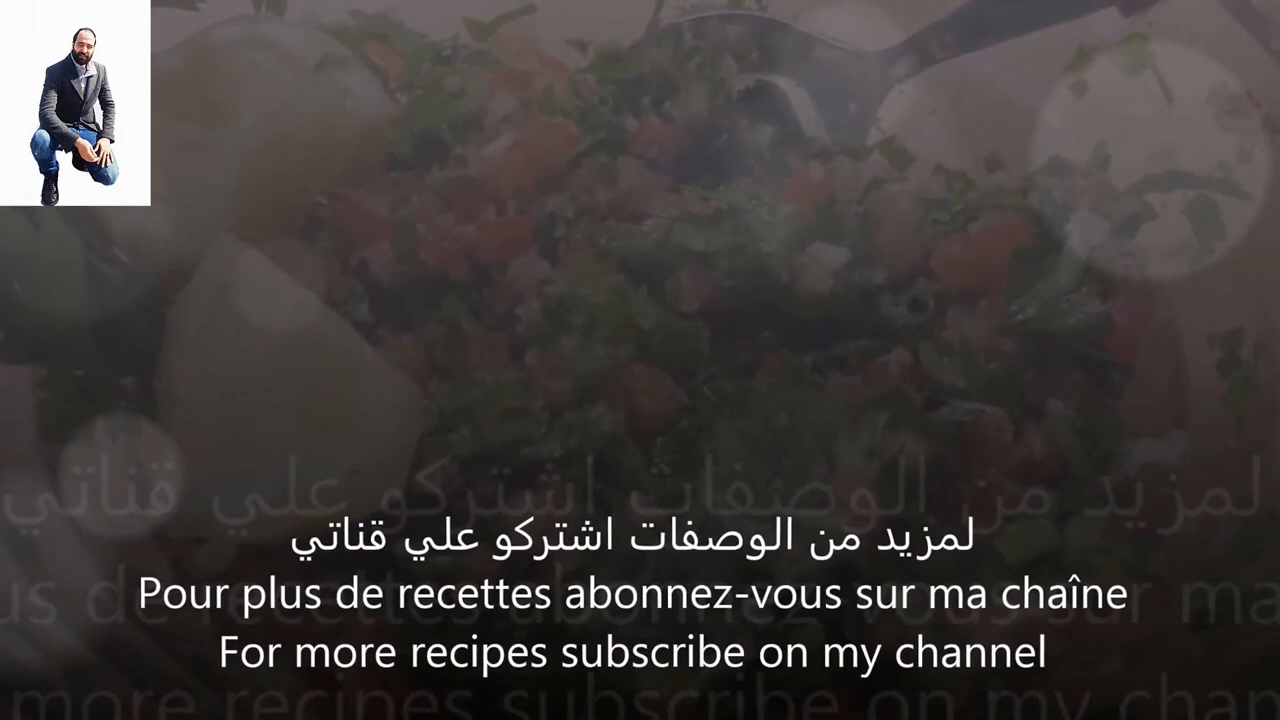 لمزيد من الوصفات اشتركو علي قناتي
Pour plus de recettes abonnez-vous sur ma chaîne
For more recipes subscribe on my channel